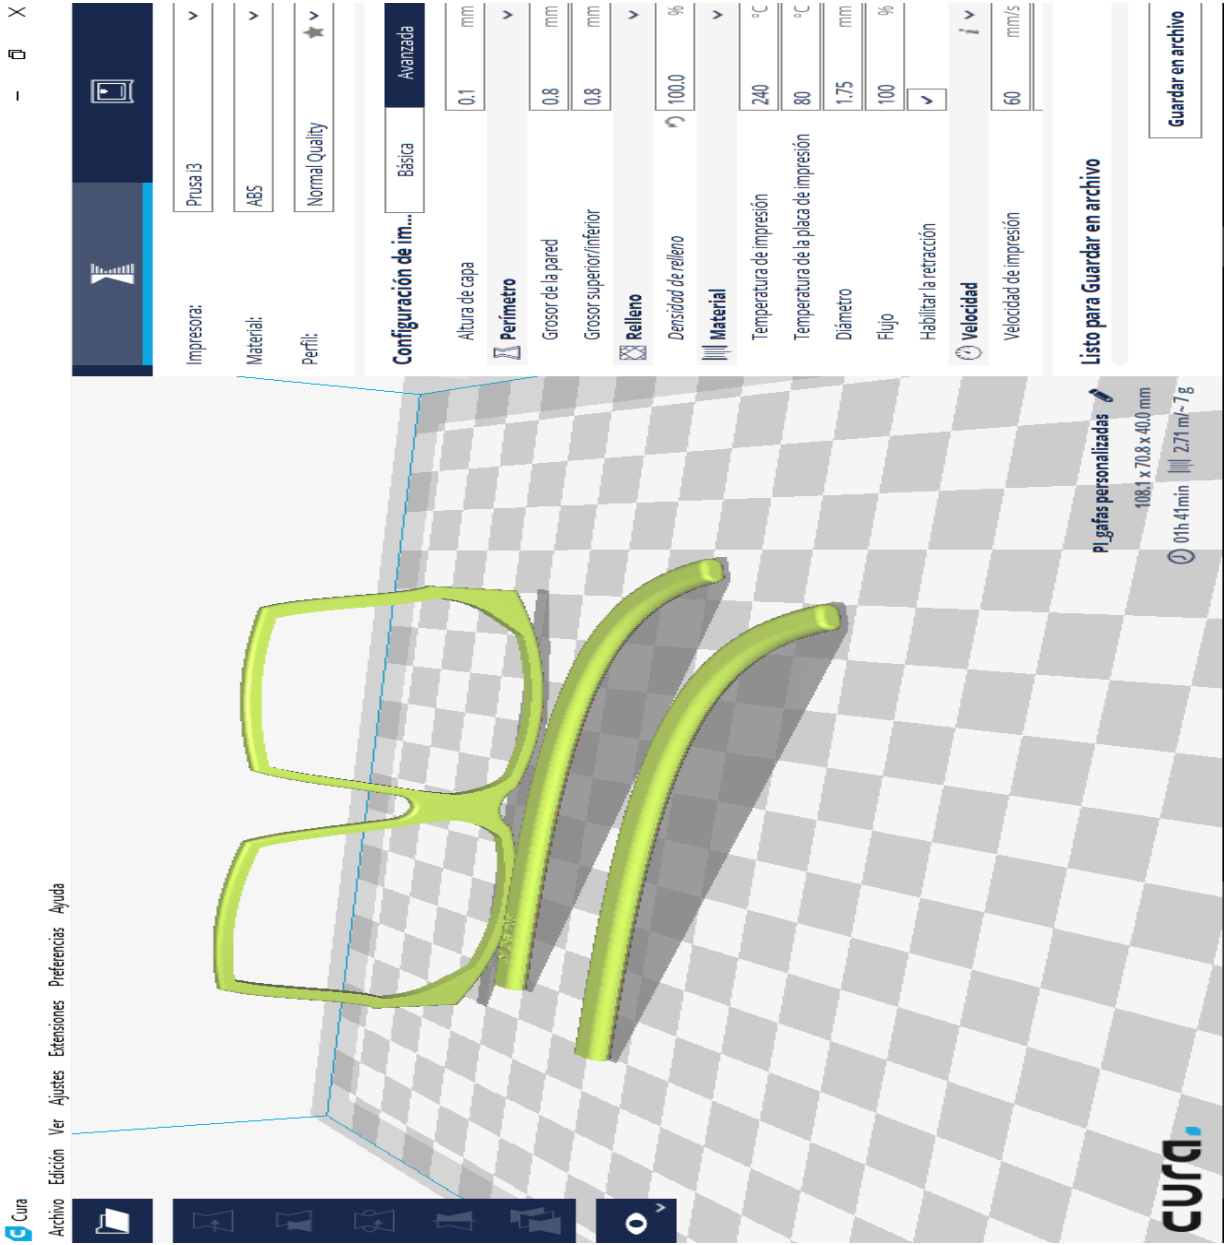 Cura
Archivo Edición Ver Ajustes Extensiones Preferencias Ayuda
Impresora: Prusa i3
Material: ABS
Perfil: Normal Quality
Configuración de im... Básica Avanzada
Altura de capa 0.1 mm
Perímetro
Grosor de la pared 0.8 mm
Grosor superior/inferior 0.8 mm
Relleno
Densidad de relleno 100.0 %
Material
Temperatura de impresión 240 °C
Temperatura de la placa de impresión 80 °C
Diámetro 1.75 mm
Flujo 100 %
Habilitar la retracción
Velocidad i
Velocidad de impresión 60 mm/s
Listo para Guardar en archivo
Guardar en archivo
PI_gafas personalizadas
108.1 x 70.8 x 40.0 mm
01h 41min 2.71 m/~ 7 g
cura.